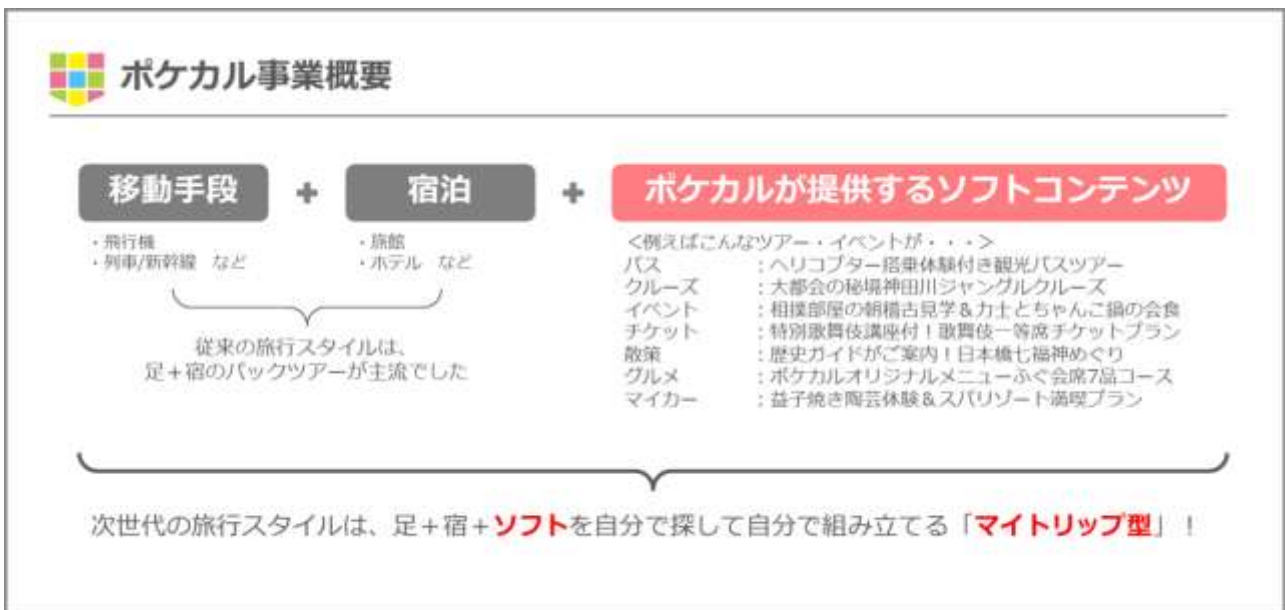 ポケカル事業概要
移動手段 + 宿泊 + ポケカルが提供するソフトコンテンツ
・飛行機
・列車/新幹線 など
・旅館
・ホテル など
従来の旅行スタイルは、
足+宿のパックツアーが主流でした
<例えばこんなツアー・イベントが・・・>
バス :ヘリコプター搭乗体験付き観光バスツアー
クルーズ :大都会の秘境神田川ジャングルクルーズ
イベント :相撲部屋の朝稽古見学&力士とちゃんこ鍋の会食
チケット :特別歌舞伎講座付!歌舞伎一等席チケットプラン
散策 :歴史ガイドがご案内!日本橋七福神めぐり
グルメ :ポケカルオリジナルメニューふぐ会席7品コース
マイカー :益子焼き陶芸体験&スパリゾート満喫プラン
次世代の旅行スタイルは、足+宿+ソフトを自分で探して自分で組み立てる「マイトリップ型」!